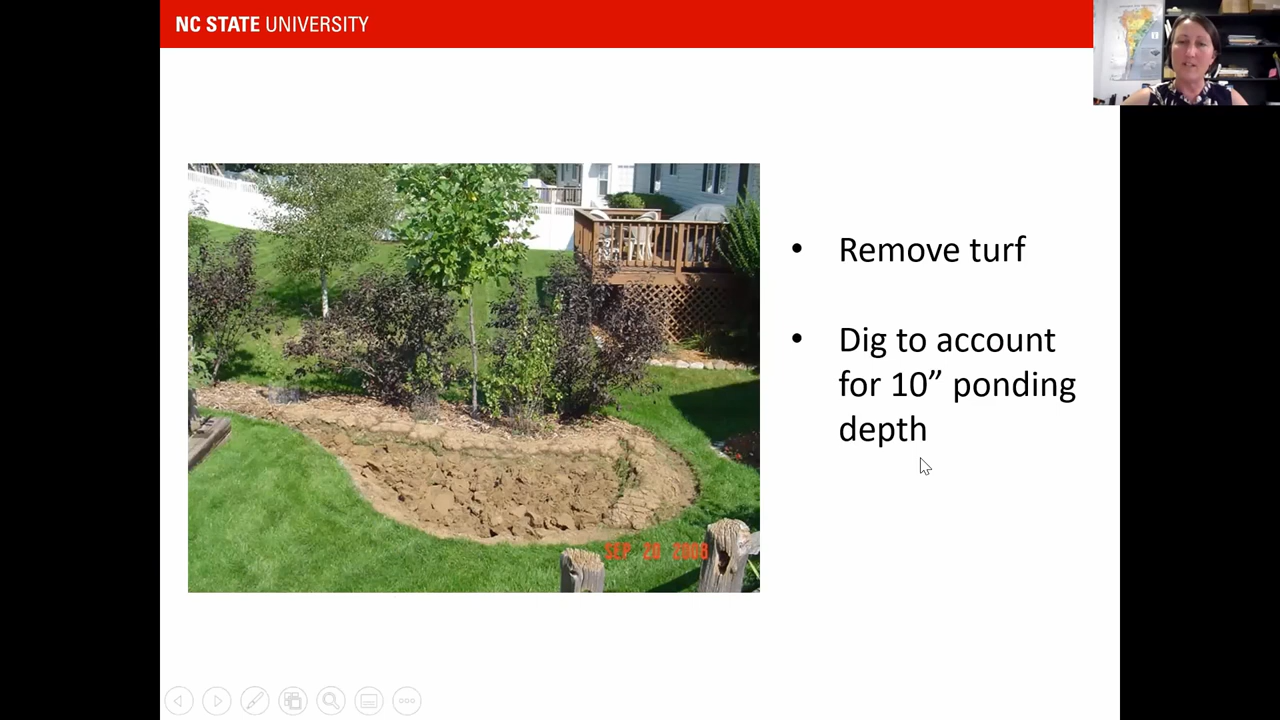 NC STATE UNIVERSITY
• Remove turf
• Dig to account
for 10” ponding
depth
SEP 20 2008